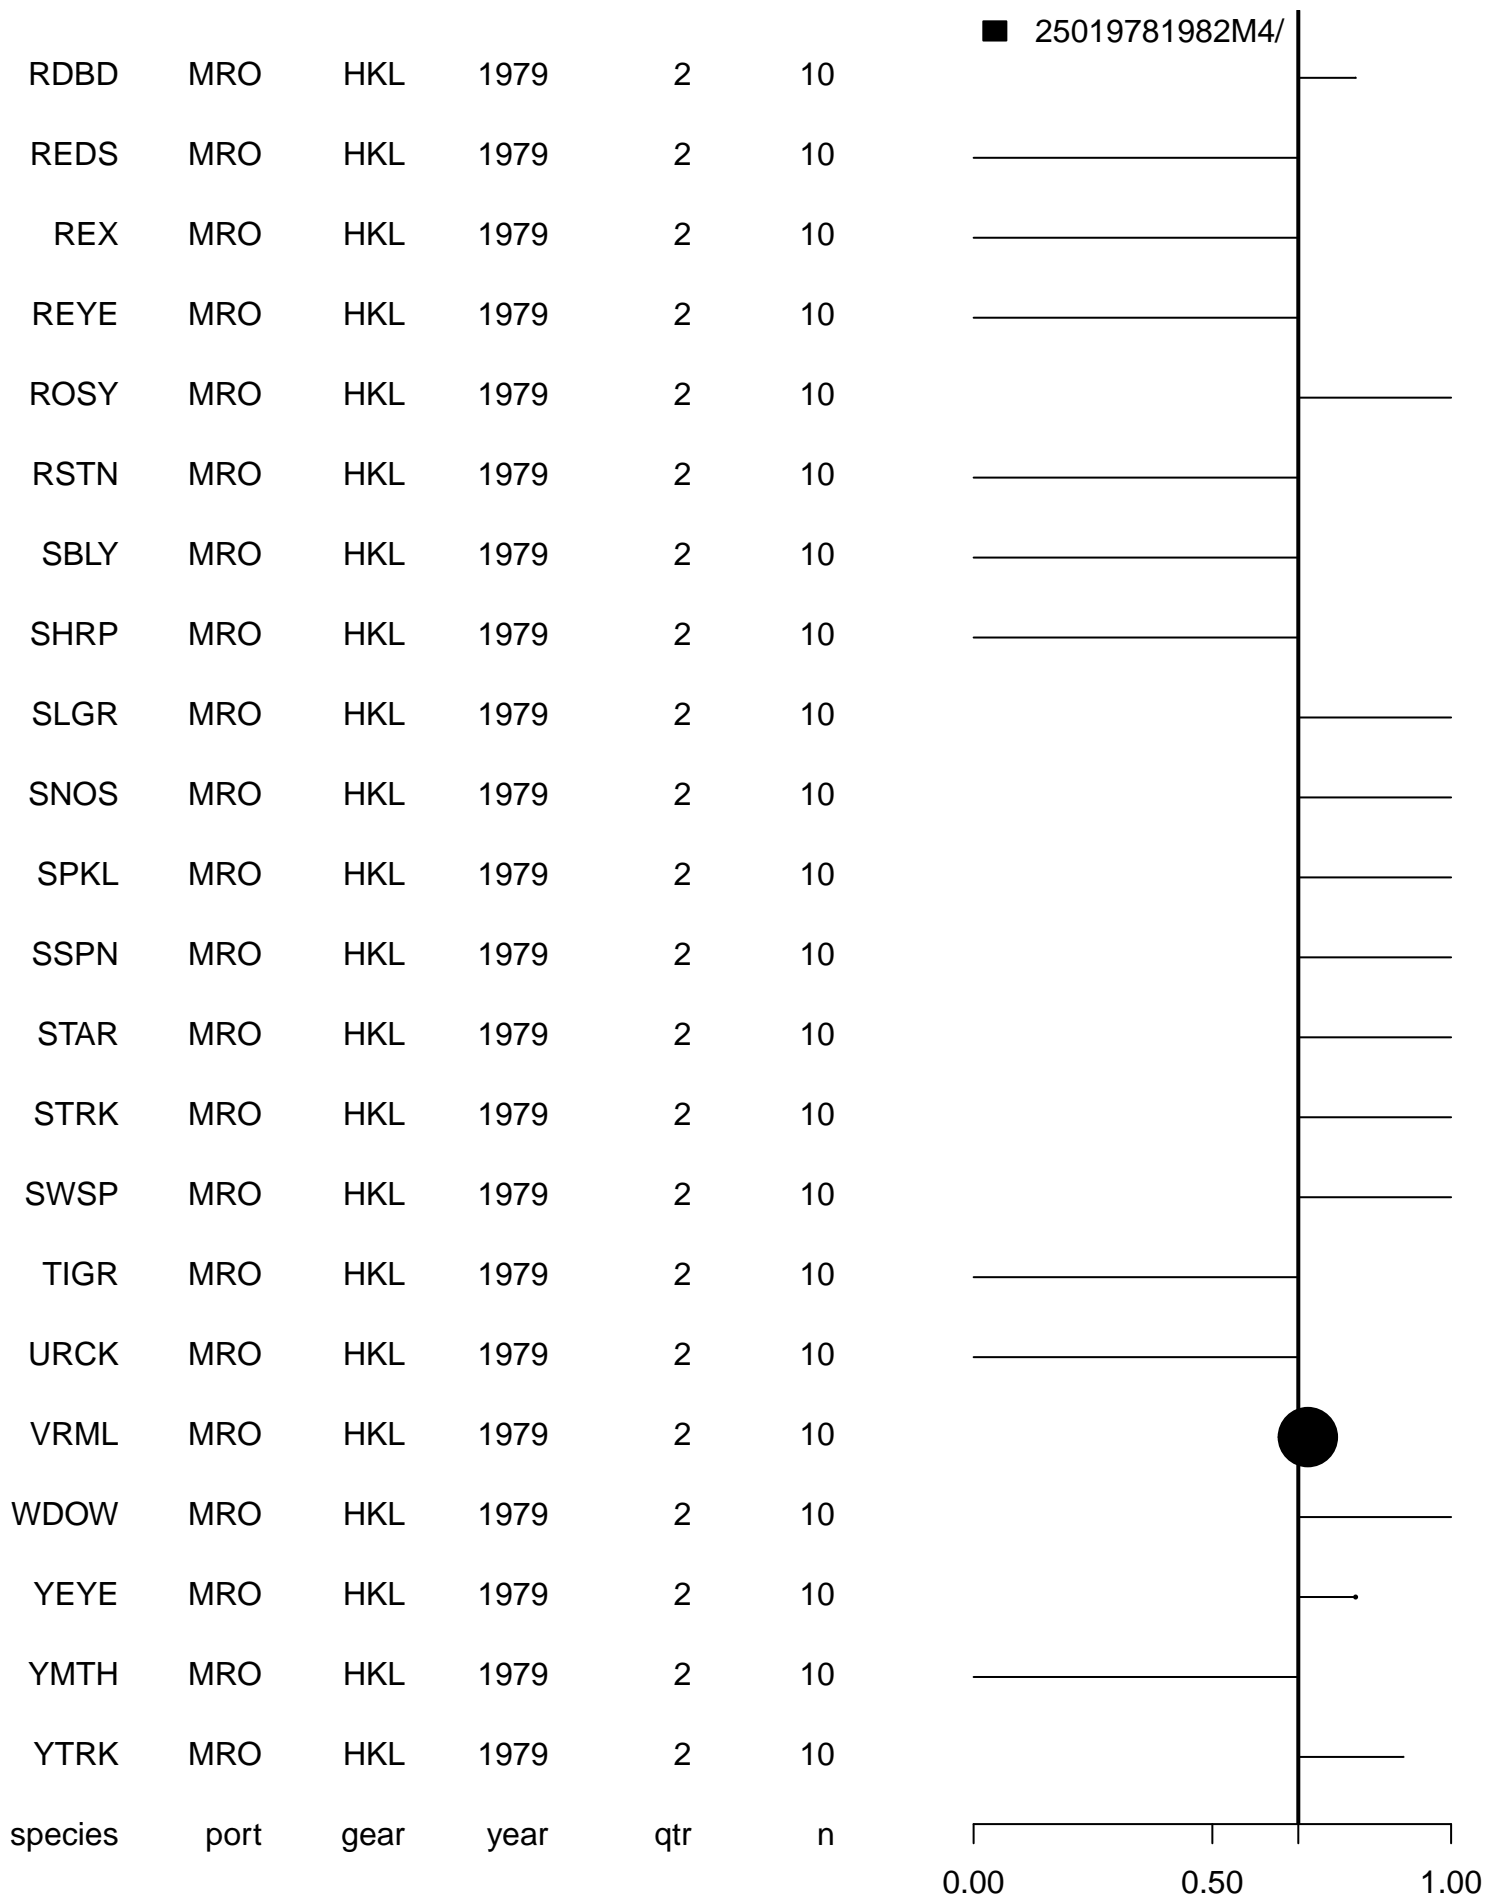 25019781982M4/
RDBD MRO HKL 1979 2 10
REDS MRO HKL 1979 2 10
REX MRO HKL 1979 2 10
REYE MRO HKL 1979 2 10
ROSY MRO HKL 1979 2 10
RSTN MRO HKL 1979 2 10
SBLY MRO HKL 1979 2 10
SHRP MRO HKL 1979 2 10
SLGR MRO HKL 1979 2 10
SNOS MRO HKL 1979 2 10
SPKL MRO HKL 1979 2 10
SSPN MRO HKL 1979 2 10
STAR MRO HKL 1979 2 10
STRK MRO HKL 1979 2 10
SWSP MRO HKL 1979 2 10
TIGR MRO HKL 1979 2 10
URCK MRO HKL 1979 2 10
VRML MRO HKL 1979 2 10
WDOW MRO HKL 1979 2 10
YEYE MRO HKL 1979 2 10
YMTH MRO HKL 1979 2 10
YTRK MRO HKL 1979 2 10
species port gear year qtr n
0.00 0.50 1.00